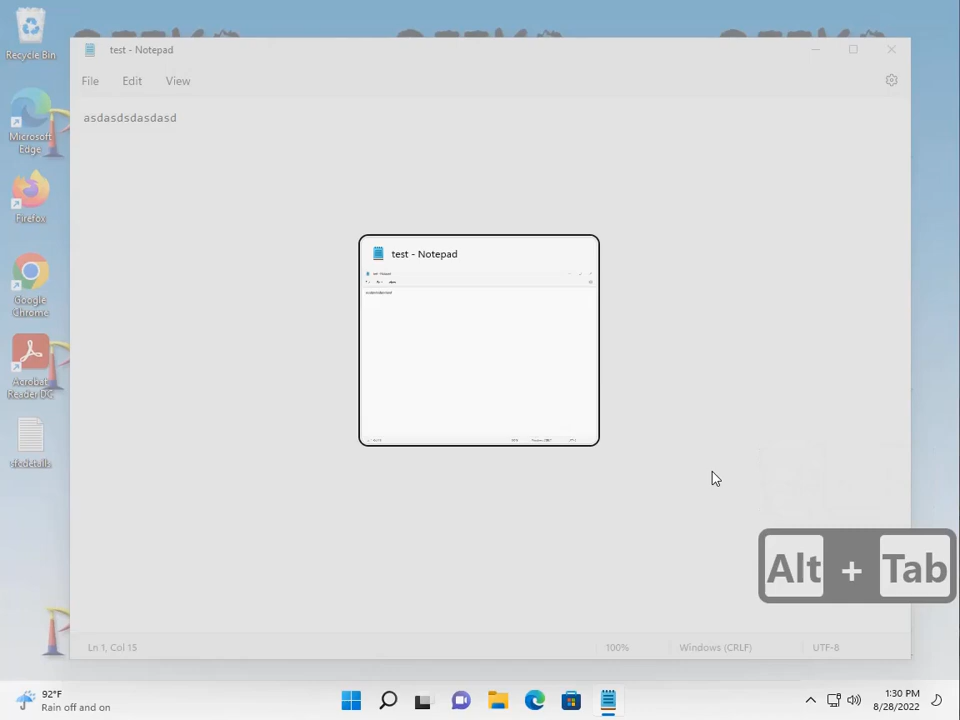 Recycle Bin
test - Notepad
File Edit View
asdasdsdasdasd
Microsoft
Edge
Firefox
Google
Chrome
Acrobat
Reader DC
sfcdetails
test - Notepad
Alt + Tab
Ln 1, Col 15 100% Windows (CRLF) UTF-8
92°F
Rain off and on
1:30 PM
8/28/2022